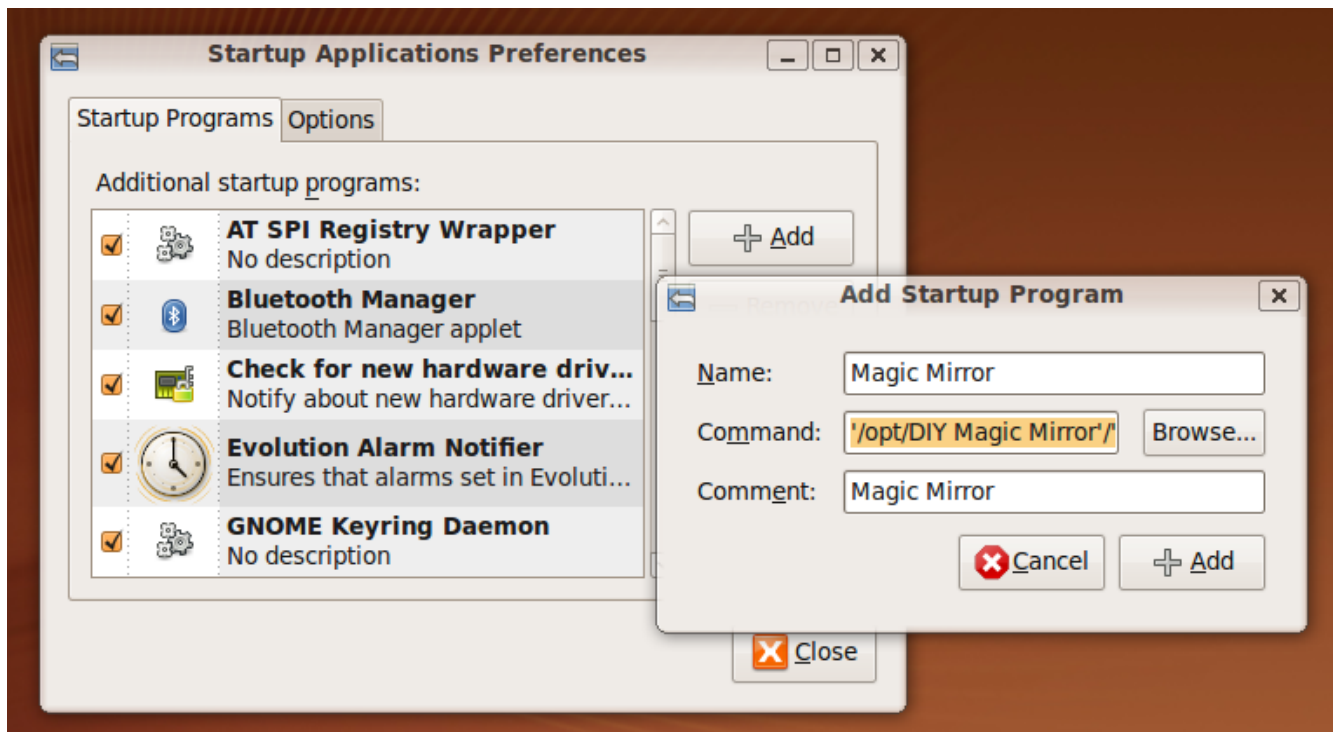 Startup Applications Preferences
Startup Programs
Options
Additional startup programs:
AT SPI Registry Wrapper
No description
Bluetooth Manager
Bluetooth Manager applet
Check for new hardware driv...
Notify about new hardware driver...
Evolution Alarm Notifier
Ensures that alarms set in Evoluti...
GNOME Keyring Daemon
No description
Add
Remove
Close
Add Startup Program
Name:
Magic Mirror
Command:
'/opt/DIY Magic Mirror'/'
Browse...
Comment:
Magic Mirror
Cancel
Add